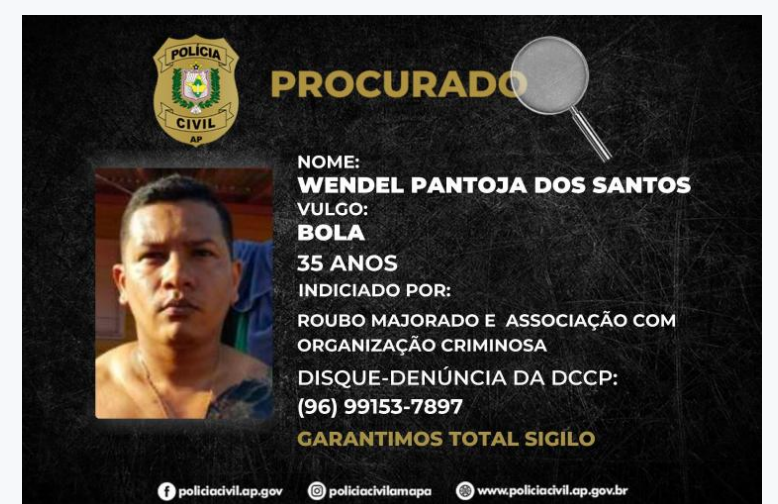 POLÍCIA
CIVIL
AP
PROCURADO
NOME:
WENDEL PANTOJA DOS SANTOS
VULGO:
BOLA
35 ANOS
INDICIADO POR:
ROUBO MAJORADO E ASSOCIAÇÃO COM
ORGANIZAÇÃO CRIMINOSA
DISQUE-DENÚNCIA DA DCCP:
(96) 99153-7897
GARANTIMOS TOTAL SIGILO
policiacivil.ap.gov policiacivilamapa www.policiacivil.ap.gov.br